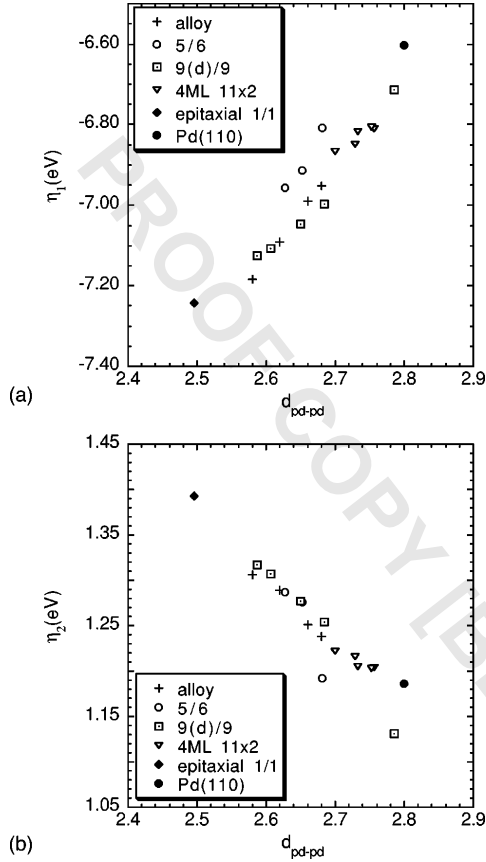 -6.60
-6.80
-7.00
-7.20
-7.40
η1(eV)
alloy
5/6
9(d)/9
4ML 11x2
epitaxial 1/1
Pd(110)
2.4 2.5 2.6 2.7 2.8 2.9
dpd-pd
(a)
1.45
1.35
1.25
1.15
1.05
η2(eV)
alloy
5/6
9(d)/9
4ML 11x2
epitaxial 1/1
Pd(110)
2.4 2.5 2.6 2.7 2.8 2.9
dpd-pd
(b)
PROOF COPY